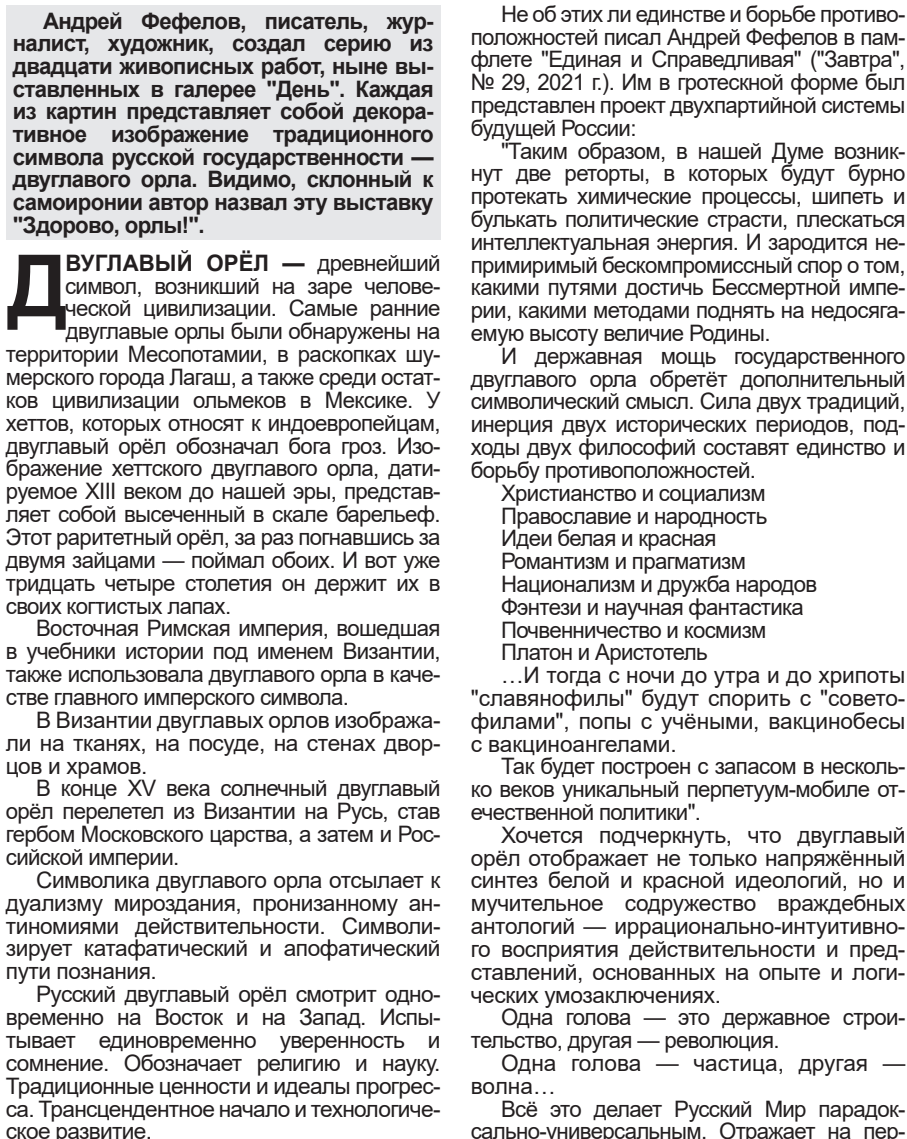 Андрей Фефелов, писатель, жур-
налист, художник, создал серию из
двадцати живописных работ, ныне вы-
ставленных в галерее "День". Каждая
из картин представляет собой декора-
тивное изображение традиционного
символа русской государственности —
двуглавого орла. Видимо, склонный к
самоиронии автор назвал эту выставку
"Здорово, орлы!".
ДВУГЛАВЫЙ ОРЁЛ — древнейший
символ, возникший на заре челове-
ческой цивилизации. Самые ранние
двуглавые орлы были обнаружены на
территории Месопотамии, в раскопках шу-
мерского города Лагаш, а также среди остат-
ков цивилизации ольмеков в Мексике. У
хеттов, которых относят к индоевропейцам,
двуглавый орёл обозначал бога гроз. Изо-
бражение хеттского двуглавого орла, дати-
руемое XIII веком до нашей эры, представ-
ляет собой высеченный в скале барельеф.
Этот раритетный орёл, за раз погнавшись за
двумя зайцами — поймал обоих. И вот уже
тридцать четыре столетия он держит их в
своих когтистых лапах.
Восточная Римская империя, вошедшая
в учебники истории под именем Византии,
также использовала двуглавого орла в каче-
стве главного имперского символа.
В Византии двуглавых орлов изобража-
ли на тканях, на посуде, на стенах двор-
цов и храмов.
В конце XV века солнечный двуглавый
орёл перелетел из Византии на Русь, став
гербом Московского царства, а затем и Рос-
сийской империи.
Символика двуглавого орла отсылает к
дуализму мироздания, пронизанному ан-
тиномиями действительности. Символи-
зирует катафатический и апофатический
пути познания.
Русский двуглавый орёл смотрит одно-
временно на Восток и на Запад. Испы-
тывает единовременно уверенность и
сомнение. Обозначает религию и науку.
Традиционные ценности и идеалы прогрес-
са. Трансцендентное начало и технологиче-
ское развитие.
Не об этих ли единстве и борьбе противо-
положностей писал Андрей Фефелов в пам-
флете "Единая и Справедливая" ("Завтра",
№ 29, 2021 г.). Им в гротескной форме был
представлен проект двухпартийной системы
будущей России:
"Таким образом, в нашей Думе возник-
нут две реторты, в которых будут бурно
протекать химические процессы, шипеть и
булькать политические страсти, плескаться
интеллектуальная энергия. И зародится не-
примиримый бескомпромиссный спор о том,
какими путями достичь Бессмертной импе-
рии, какими методами поднять на недосяга-
емую высоту величие Родины.
И державная мощь государственного
двуглавого орла обретёт дополнительный
символический смысл. Сила двух традиций,
инерция двух исторических периодов, под-
ходы двух философий составят единство и
борьбу противоположностей.
Христианство и социализм
Православие и народность
Идеи белая и красная
Романтизм и прагматизм
Национализм и дружба народов
Фэнтези и научная фантастика
Почвенничество и космизм
Платон и Аристотель
…И тогда с ночи до утра и до хрипоты
"славянофилы" будут спорить с "совето-
филами", попы с учёными, вакцинобесы
с вакциноангелами.
Так будет построен с запасом в несколь-
ко веков уникальный перпетуум-мобиле от-
ечественной политики".
Хочется подчеркнуть, что двуглавый
орёл отображает не только напряжённый
синтез белой и красной идеологий, но и
мучительное содружество враждебных
антологий — иррационально-интуитивно-
го восприятия действительности и пред-
ставлений, основанных на опыте и логи-
ческих умозаключениях.
Одна голова — это державное строи-
тельство, другая — революция.
Одна голова — частица, другая —
волна…
Всё это делает Русский Мир парадок-
сально-универсальным. Отражает на пер-